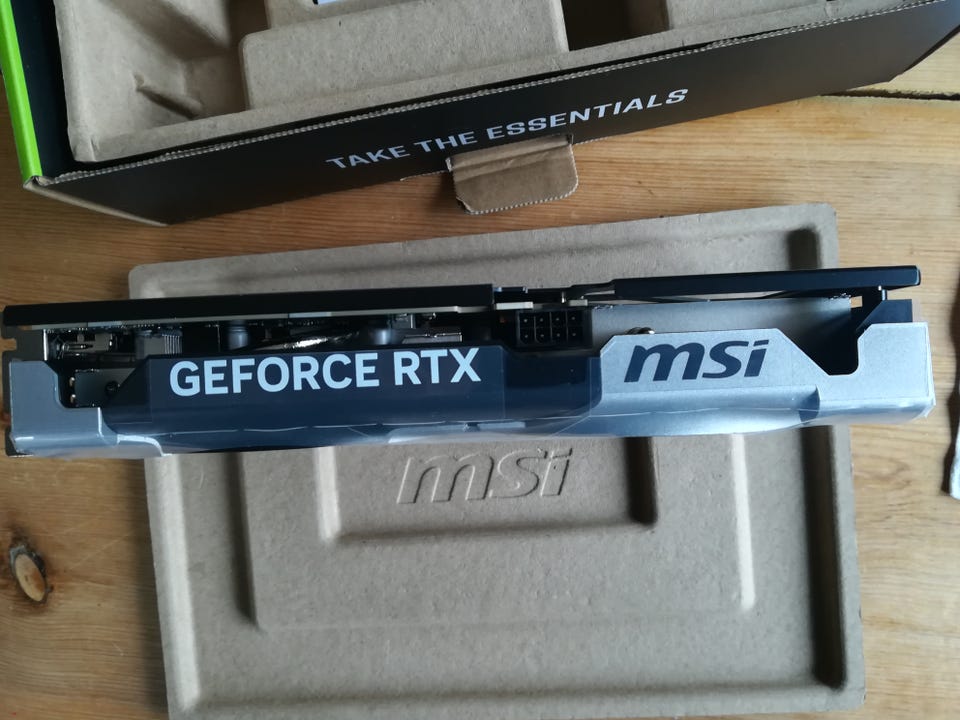 TAKE THE ESSENTIALS
GEFORCE RTX
msi
msi